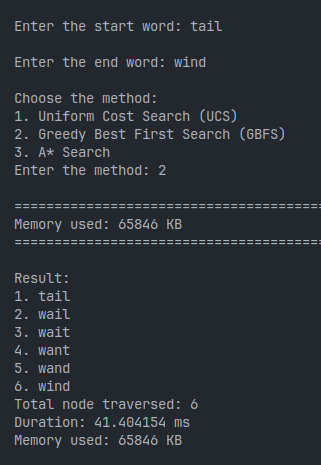 Enter the start word: tail
Enter the end word: wind
Choose the method:
1. Uniform Cost Search (UCS)
2. Greedy Best First Search (GBFS)
3. A* Search
Enter the method: 2
======================================
Memory used: 65846 KB
======================================
Result:
1. tail
2. wail
3. wait
4. want
5. wand
6. wind
Total node traversed: 6
Duration: 41.404154 ms
Memory used: 65846 KB